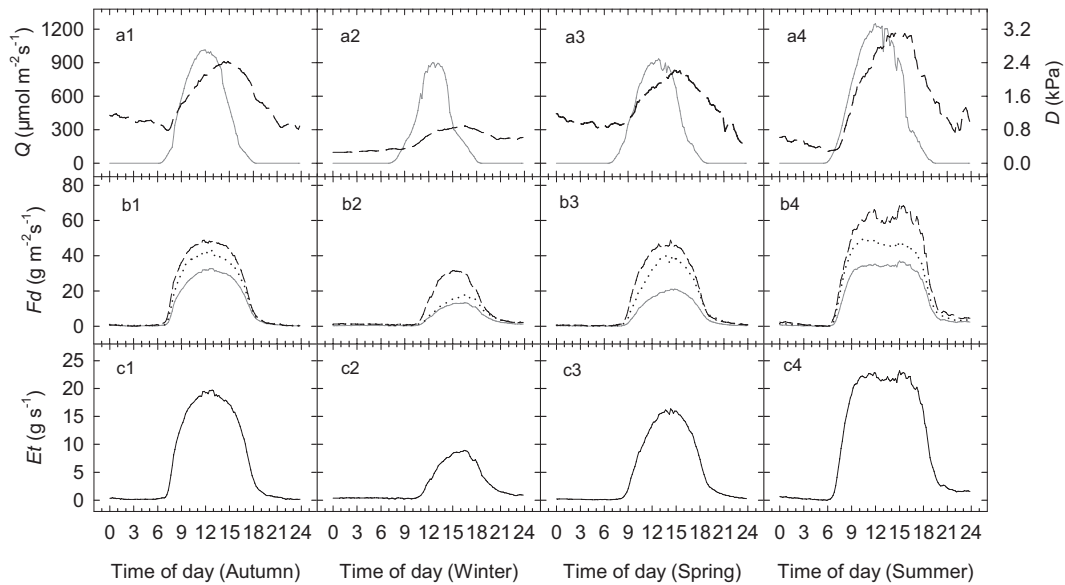 a1
a2
a3
a4
1200
900
600
300
0
Q (μmol m⁻²s⁻¹)
3.2
2.4
1.6
0.8
0.0
D (kPa)
b1
b2
b3
b4
80
60
40
20
0
Fd (g m⁻²s⁻¹)
c1
c2
c3
c4
25
20
15
10
5
0
Et (g s⁻¹)
0 3 6 9 12 15 18 21 24
0 3 6 9 12 15 18 21 24
0 3 6 9 12 15 18 21 24
0 3 6 9 12 15 18 21 24
Time of day (Autumn)
Time of day (Winter)
Time of day (Spring)
Time of day (Summer)